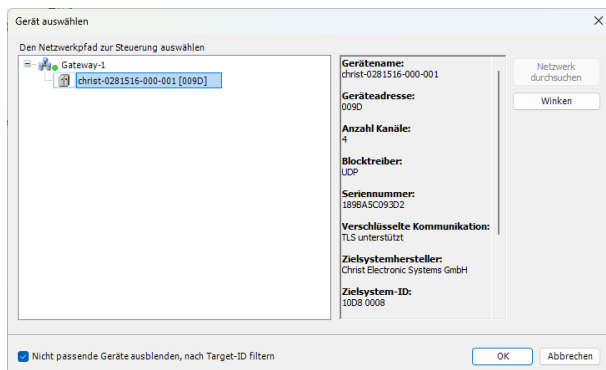 Gerät auswählen
Den Netzwerkpfad zur Steuerung auswählen
Gateway-1
christ-0281516-000-001 [009D]
Gerätename:
christ-0281516-000-001
Geräteadresse:
009D
Anzahl Kanäle:
4
Blocktreiber:
UDP
Seriennummer:
189BA5C093D2
Verschlüsselte Kommunikation:
TLS unterstützt
Zielsystemhersteller:
Christ Electronic Systems GmbH
Zielsystem-ID:
10D8 0008
Netzwerk
durchsuchen
Winken
Nicht passende Geräte ausblenden, nach Target-ID filtern
OK
Abbrechen